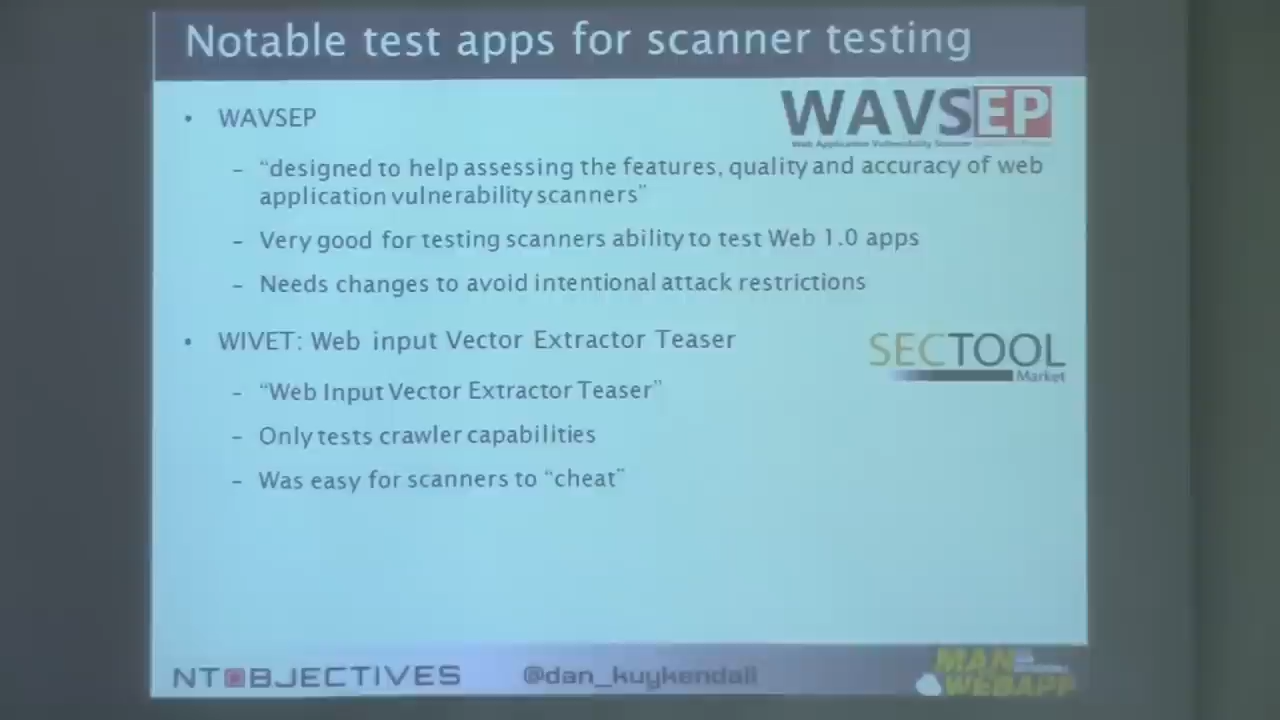 Notable test apps for scanner testing
• WAVSEP
WAVSEP
Web Application Vulnerability Scanner
– “designed to help assessing the features, quality and accuracy of web
application vulnerability scanners”
– Very good for testing scanners ability to test Web 1.0 apps
– Needs changes to avoid intentional attack restrictions
• WIVET: Web input Vector Extractor Teaser
SECTOOL
Market
– “Web Input Vector Extractor Teaser”
– Only tests crawler capabilities
– Was easy for scanners to “cheat”
NTOBJECTIVES
@dan_kuykendall
MAN
WEBAPP